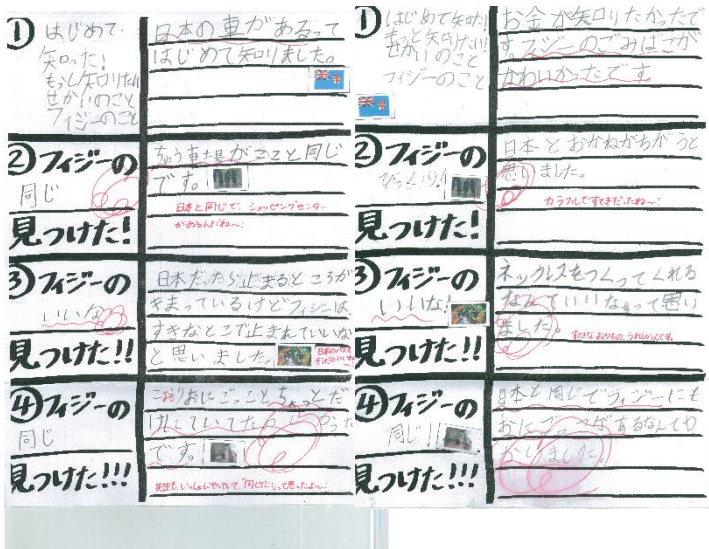 ①はじめて
知った!
もっと知りたい
せかいのこと
フィジーのこと
日本の車があるって
はじめて知りました。
②フィジーの
同じ
見つけた!
ちゅう車場がここと同じ
です。
日本と同じで、ショッピングセンター
があるんだね〜!
③フィジーの
いいな
見つけた!!
日本だったら止まるところが
きまっているけどフィジーは
すきなとこで止まれていいな
と思いました。
④フィジーの
同じ
見つけた!!!
こおりおにごっことちょっとだ
です。
先生も、いっしょにやっていて、「同じだ!」って思ったよ〜!
①はじめて知った!
もっと知りたい!
せかいのこと
フィジーのこと
お金が知りたかったで
す。フィジーのごみばこが
かわいかったです。
②フィジーの
びっくり!
見つけた!
日本とおかねがちがうと
思いました。
カラフルですてきだったね〜!
③フィジーの
いいな!
見つけた!!
ネックレスをつくってくれる
なんていいなぁって思い
ました。
すてきなおくりもの、うれしかったです。
④フィジーの
同じ!!
見つけた!!!
日本と同じでフィジーにも
おにごっこがあるなんてわ
かりました。